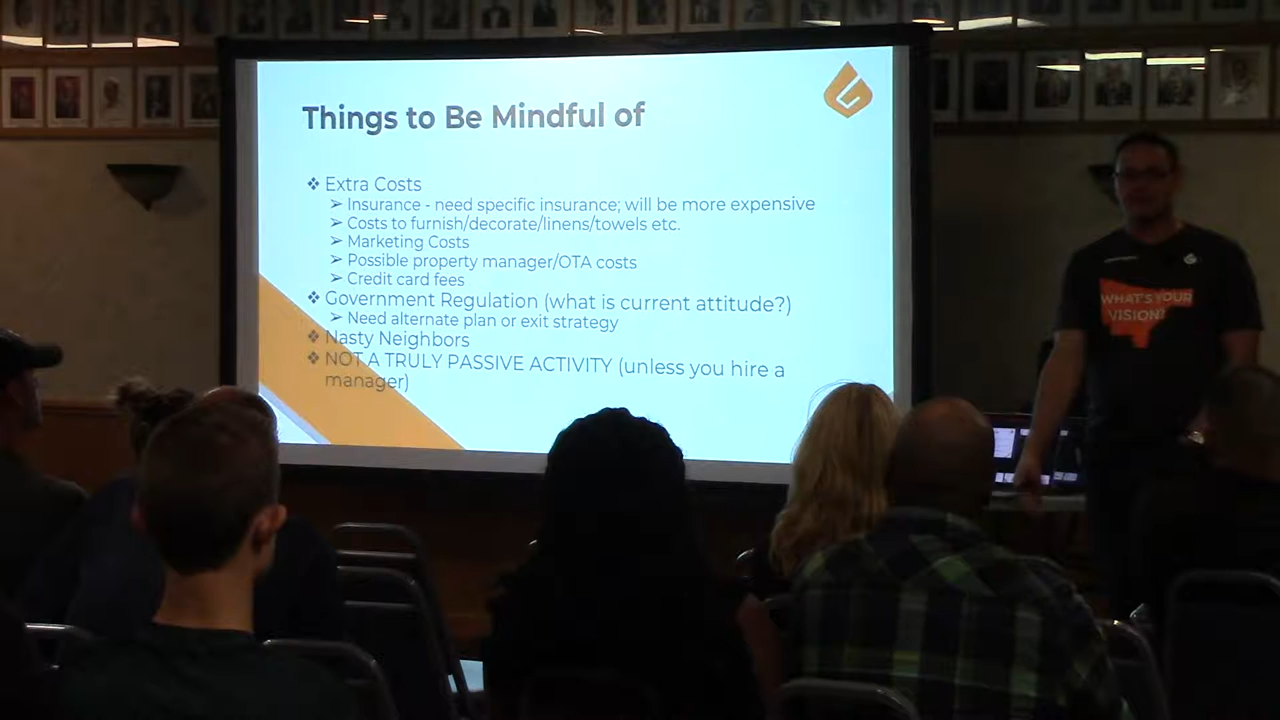 Things to Be Mindful of
❖ Extra Costs
➢ Insurance - need specific insurance; will be more expensive
➢ Costs to furnish/decorate/linens/towels etc.
➢ Marketing Costs
➢ Possible property manager/OTA costs
➢ Credit card fees
❖ Government Regulation (what is current attitude?)
➢ Need alternate plan or exit strategy
❖ Nasty Neighbors
❖ NOT A TRULY PASSIVE ACTIVITY (unless you hire a
manager)
WHAT'S YOUR
VISION?